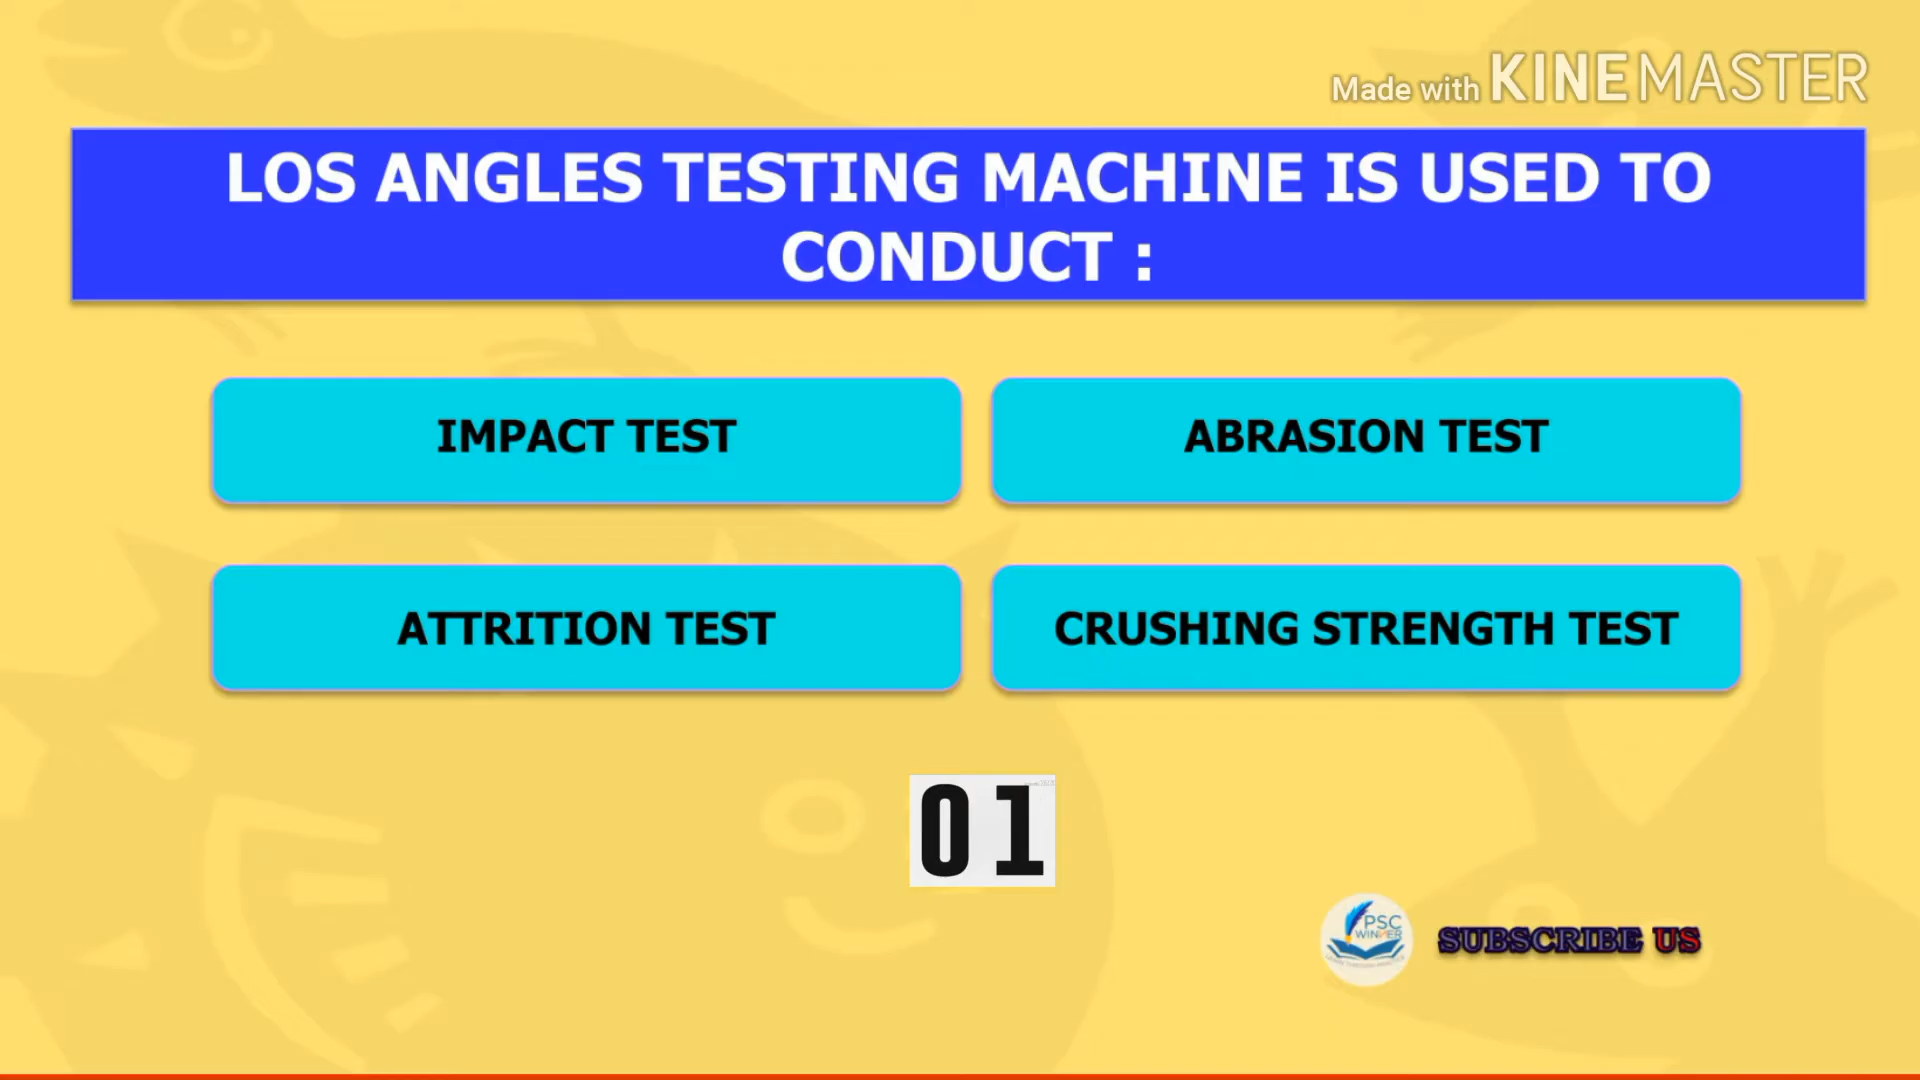 Made with KINEMASTER
LOS ANGLES TESTING MACHINE IS USED TO
CONDUCT :
IMPACT TEST
ABRASION TEST
ATTRITION TEST
CRUSHING STRENGTH TEST
01
PSC
WINNER
SUBSCRIBE US